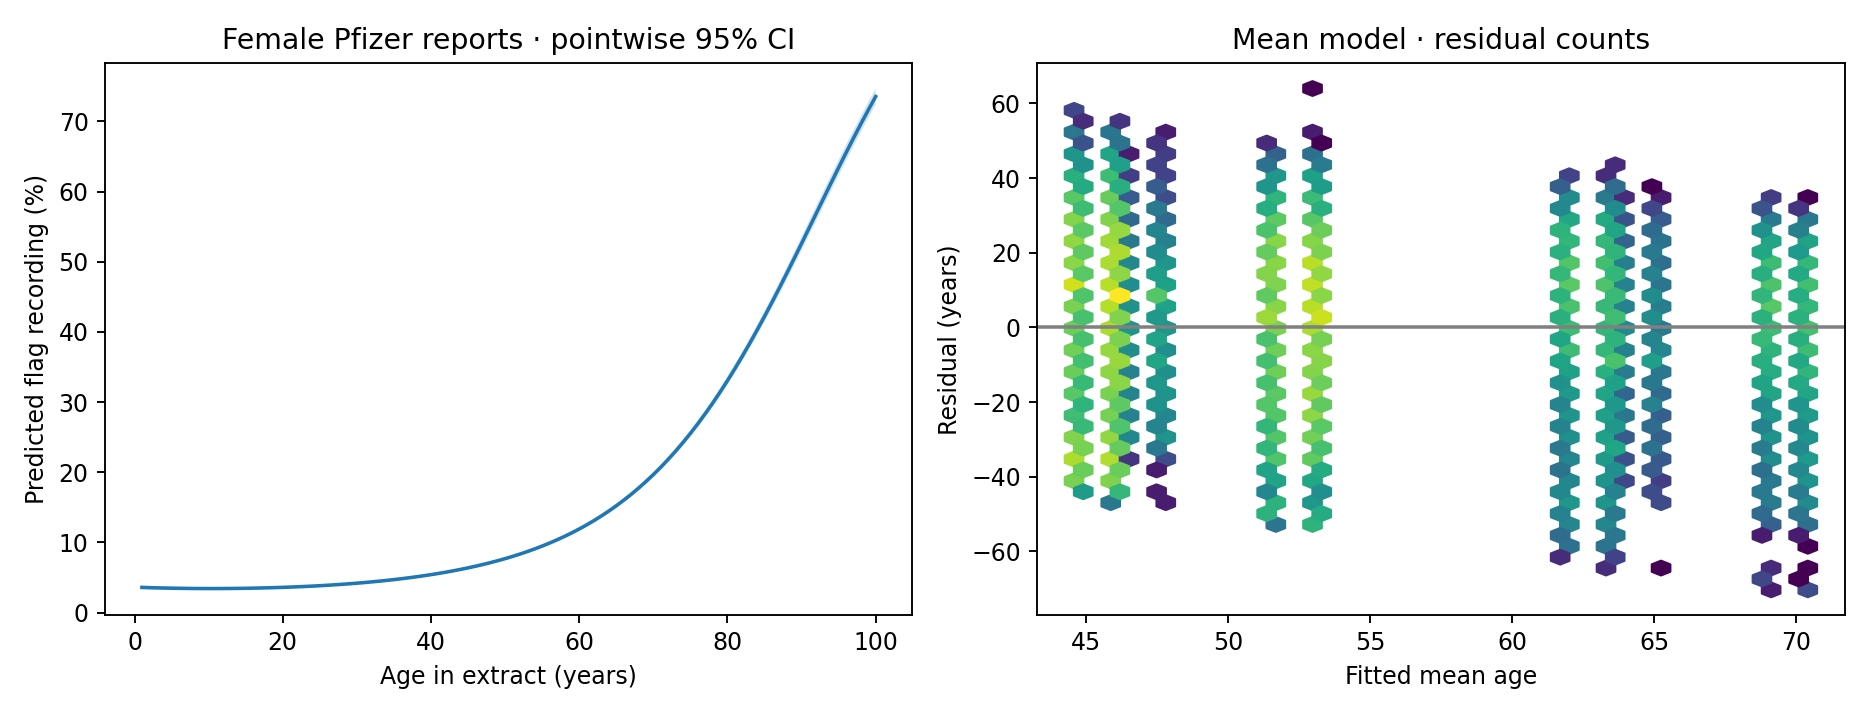 Female Pfizer reports · pointwise 95% CI
Predicted flag recording (%)
70
60
50
40
30
20
10
0
0 20 40 60 80 100
Age in extract (years)
Mean model · residual counts
Residual (years)
60
40
20
0
−20
−40
−60
45 50 55 60 65 70
Fitted mean age